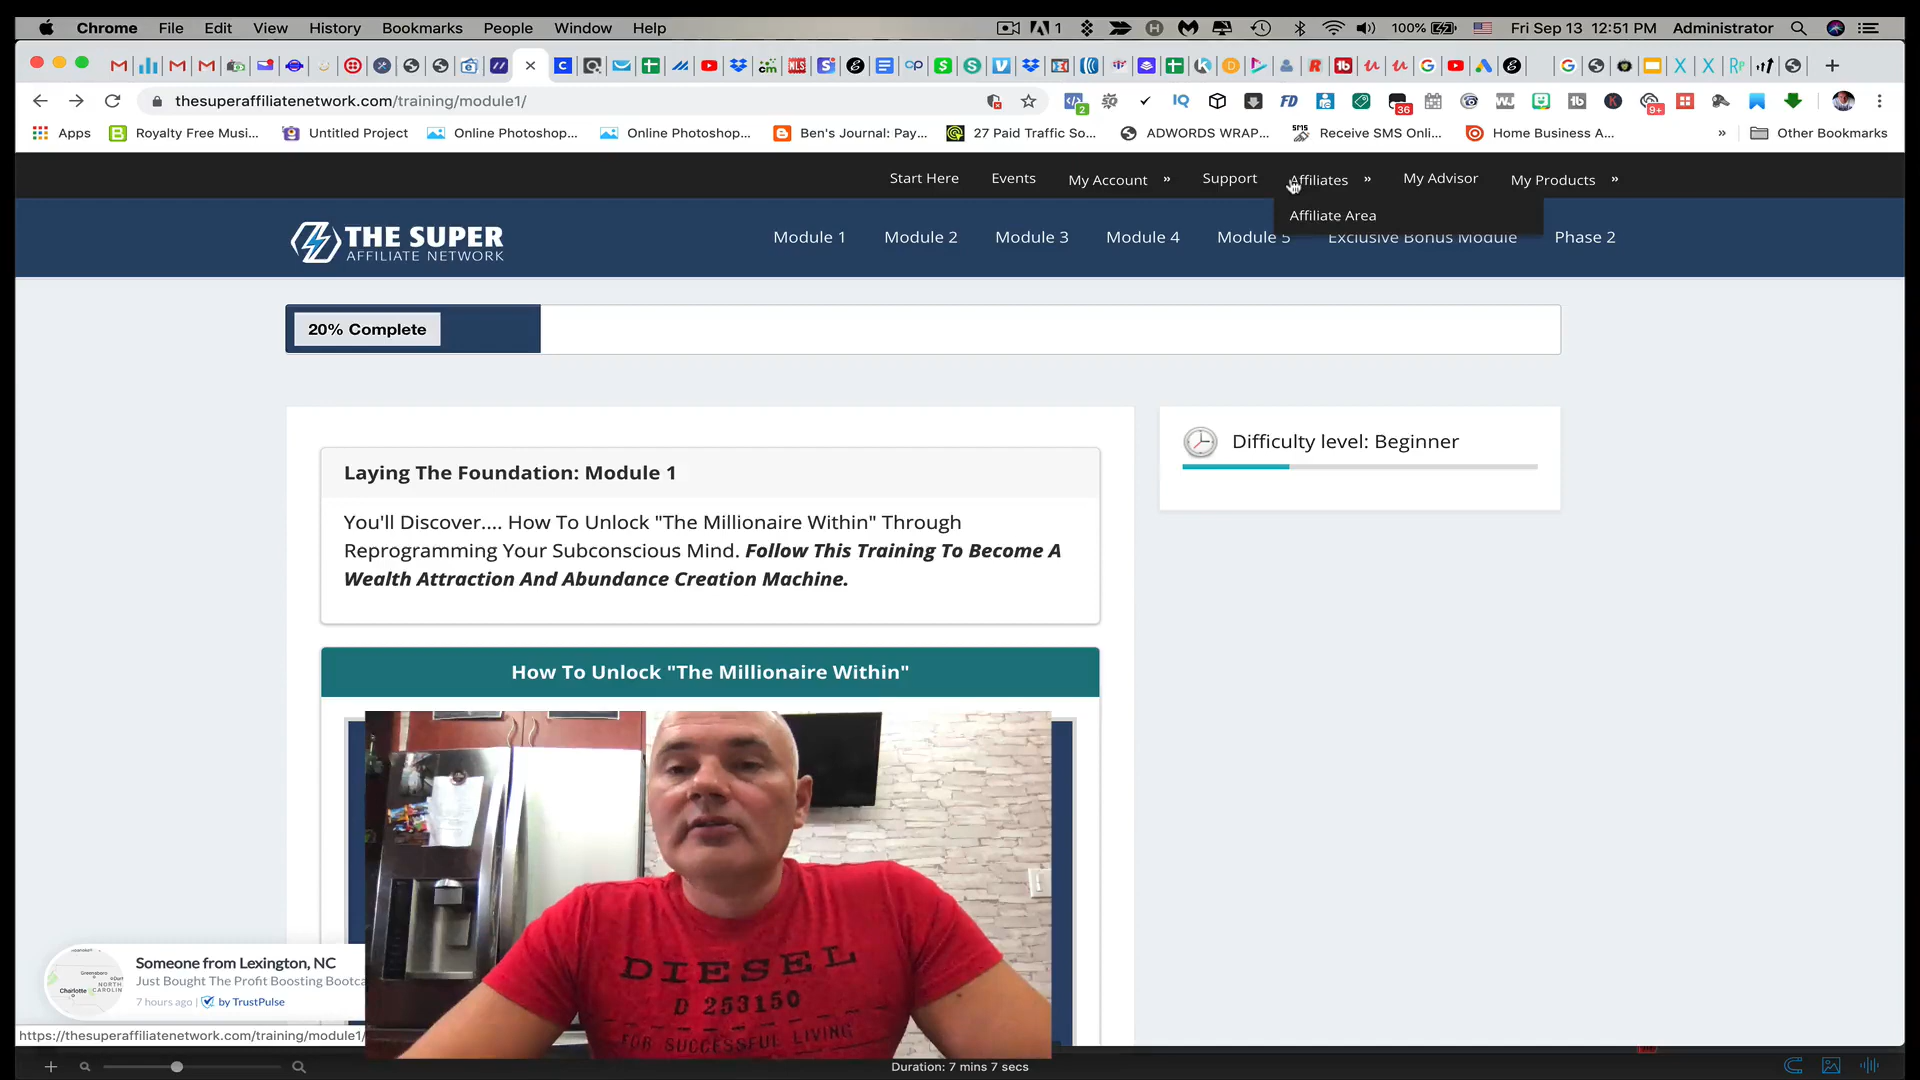 Chrome File Edit View History Bookmarks People Window Help 1 100% Fri Sep 13 12:51 PM Administrator
thesuperaffiliatenetwork.com/training/module1/ 2 IQ FD 36 9+
Apps Royalty Free Musi... Untitled Project Online Photoshop... Online Photoshop... Ben's Journal: Pay... 27 Paid Traffic So... ADWORDS WRAP... Receive SMS Onli... Home Business A... » Other Bookmarks
Start Here Events My Account » Support Affiliates » My Advisor My Products »
Affiliate Area
THE SUPER
AFFILIATE NETWORK
Module 1 Module 2 Module 3 Module 4 Module 5 Exclusive Bonus Module Phase 2
20% Complete
Difficulty level: Beginner
Laying The Foundation: Module 1
You'll Discover.... How To Unlock "The Millionaire Within" Through
Reprogramming Your Subconscious Mind. Follow This Training To Become A
Wealth Attraction And Abundance Creation Machine.
How To Unlock "The Millionaire Within"
DIESEL
D 253150
FOR SUCCESSFUL LIVING
Someone from Lexington, NC
Just Bought The Profit Boosting Bootca
7 hours ago | by TrustPulse
https://thesuperaffiliatenetwork.com/training/module1/
Duration: 7 mins 7 secs